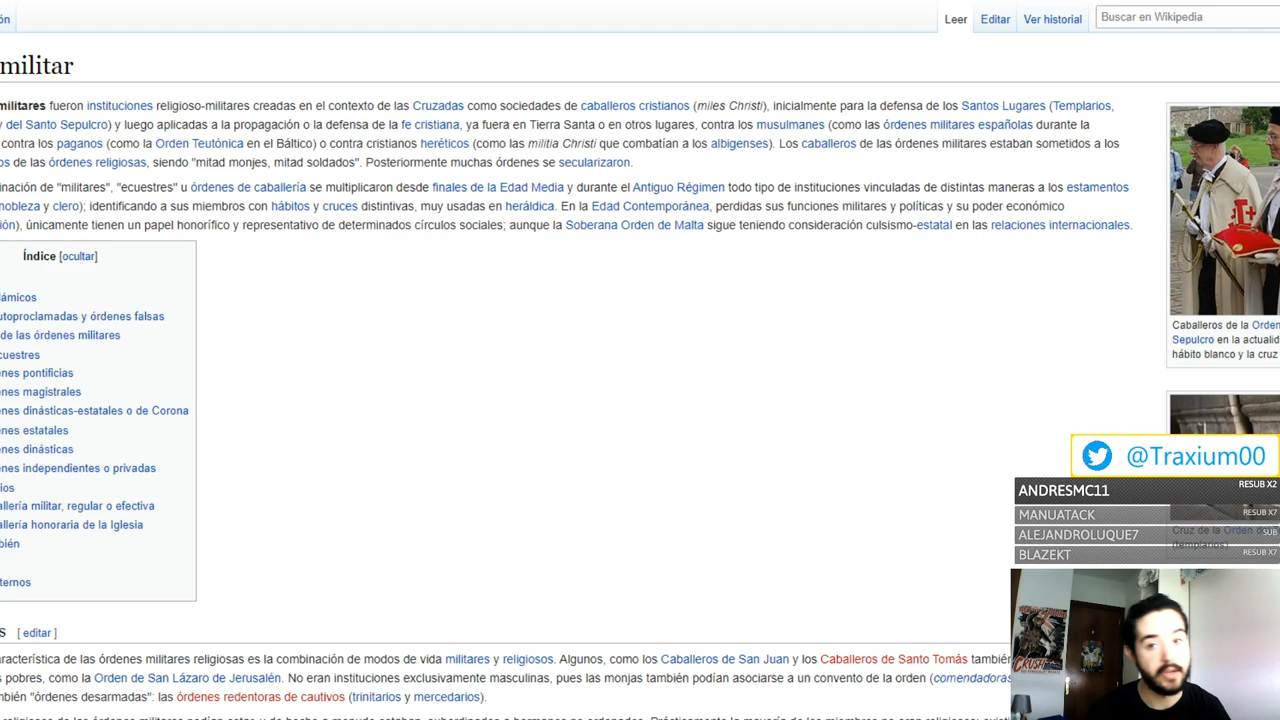 ón
Leer Editar Ver historial Buscar en Wikipedia
militar
militares fueron instituciones religioso-militares creadas en el contexto de las Cruzadas como sociedades de caballeros cristianos (miles Christi), inicialmente para la defensa de los Santos Lugares (Templarios,
y del Santo Sepulcro) y luego aplicadas a la propagación o la defensa de la fe cristiana, ya fuera en Tierra Santa o en otros lugares, contra los musulmanes (como las órdenes militares españolas durante la
contra los paganos (como la Orden Teutónica en el Báltico) o contra cristianos heréticos (como las militia Christi que combatían a los albigenses). Los caballeros de las órdenes militares estaban sometidos a los
os de las órdenes religiosas, siendo "mitad monjes, mitad soldados". Posteriormente muchas órdenes se secularizaron.
inación de "militares", "ecuestres" u órdenes de caballería se multiplicaron desde finales de la Edad Media y durante el Antiguo Régimen todo tipo de instituciones vinculadas de distintas maneras a los estamentos
nobleza y clero); identificando a sus miembros con hábitos y cruces distintivas, muy usadas en heráldica. En la Edad Contemporánea, perdidas sus funciones militares y políticas y su poder económico
ión), únicamente tienen un papel honorífico y representativo de determinados círculos sociales; aunque la Soberana Orden de Malta sigue teniendo consideración culsismo-estatal en las relaciones internacionales.
Índice [ocultar]
lámicos
utoproclamadas y órdenes falsas
de las órdenes militares
cuestres
enes pontificias
enes magistrales
enes dinásticas-estatales o de Corona
enes estatales
enes dinásticas
enes independientes o privadas
ios
allería militar, regular o efectiva
allería honoraria de la Iglesia
bién
ternos
Caballeros de la Orden
Sepulcro en la actualid
hábito blanco y la cruz
@Traxium00
ANDRESMC11 RESUB X2
MANUATACK RESUB X7
ALEJANDROLUQUE7 SUB
BLAZEKT RESUB X7
Cruz de la Orden de
(templarios).
s [ editar ]
aracterística de las órdenes militares religiosas es la combinación de modos de vida militares y religiosos. Algunos, como los Caballeros de San Juan y los Caballeros de Santo Tomás también
s pobres, como la Orden de San Lázaro de Jerusalén. No eran instituciones exclusivamente masculinas, pues las monjas también podían asociarse a un convento de la orden (comendadoras
mbién "órdenes desarmadas": las órdenes redentoras de cautivos (trinitarios y mercedarios).
CRUSH